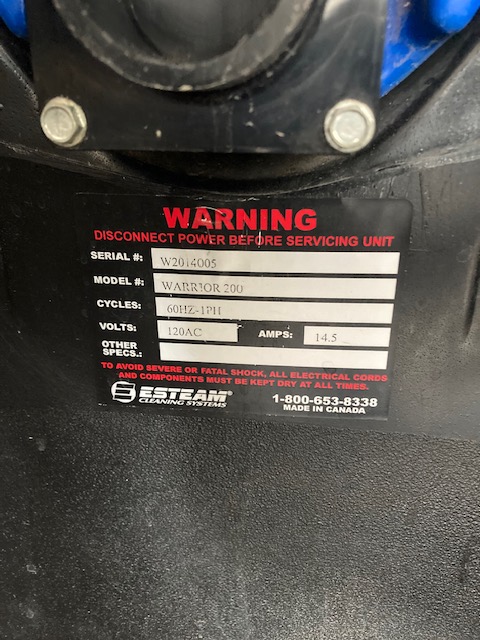 WARNING
DISCONNECT POWER BEFORE SERVICING UNIT
SERIAL #: W2014005
MODEL #: WARRIOR 200
CYCLES: 60HZ-1PH
VOLTS: 120AC AMPS: 14.5
OTHER
SPECS.:
TO AVOID SEVERE OR FATAL SHOCK, ALL ELECTRICAL CORDS
AND COMPONENTS MUST BE KEPT DRY AT ALL TIMES.
ESTEAM® 1-800-653-8338
CLEANING SYSTEMS MADE IN CANADA